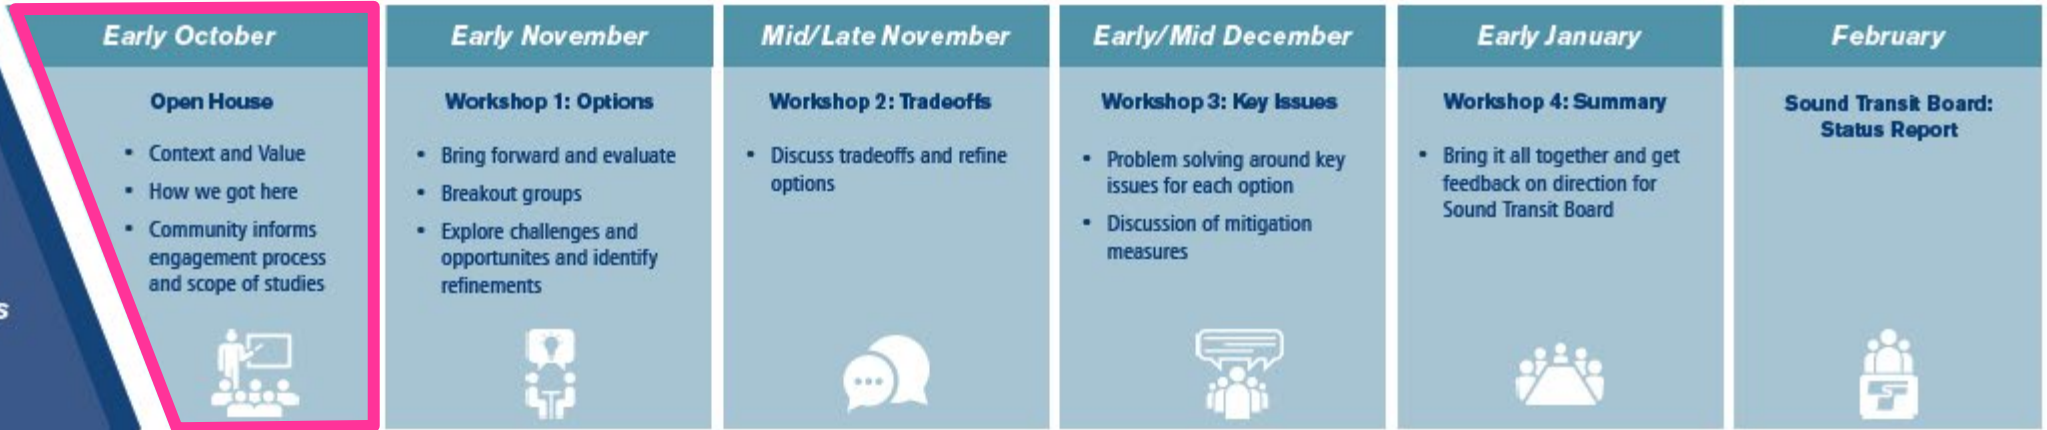 Early October
Open House
• Context and Value
• How we got here
• Community informs
engagement process
and scope of studies
Early November
Workshop 1: Options
• Bring forward and evaluate
• Breakout groups
• Explore challenges and
opportunites and identify
refinements
Mid/Late November
Workshop 2: Tradeoffs
• Discuss tradeoffs and refine
options
Early/Mid December
Workshop 3: Key Issues
• Problem solving around key
issues for each option
• Discussion of mitigation
measures
Early January
Workshop 4: Summary
• Bring it all together and get
feedback on direction for
Sound Transit Board
February
Sound Transit Board:
Status Report